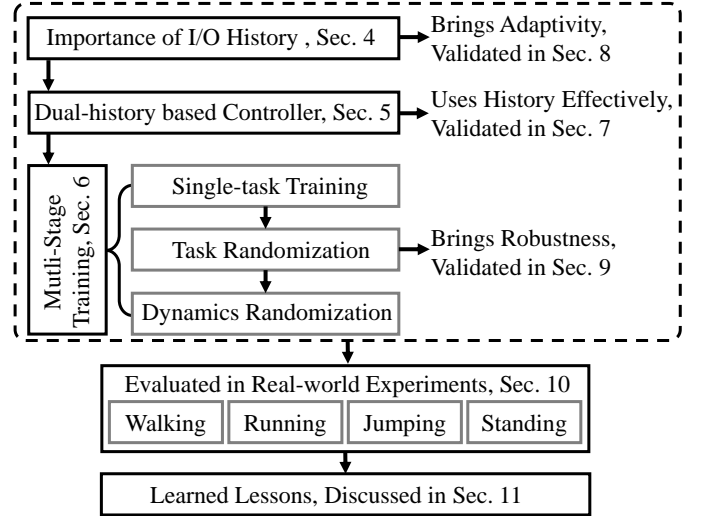 Importance of I/O History , Sec. 4
Brings Adaptivity,
Validated in Sec. 8
Dual-history based Controller, Sec. 5
Uses History Effectively,
Validated in Sec. 7
Mutli-Stage
Training, Sec. 6
Single-task Training
Task Randomization
Brings Robustness,
Validated in Sec. 9
Dynamics Randomization
Evaluated in Real-world Experiments, Sec. 10
Walking
Running
Jumping
Standing
Learned Lessons, Discussed in Sec. 11